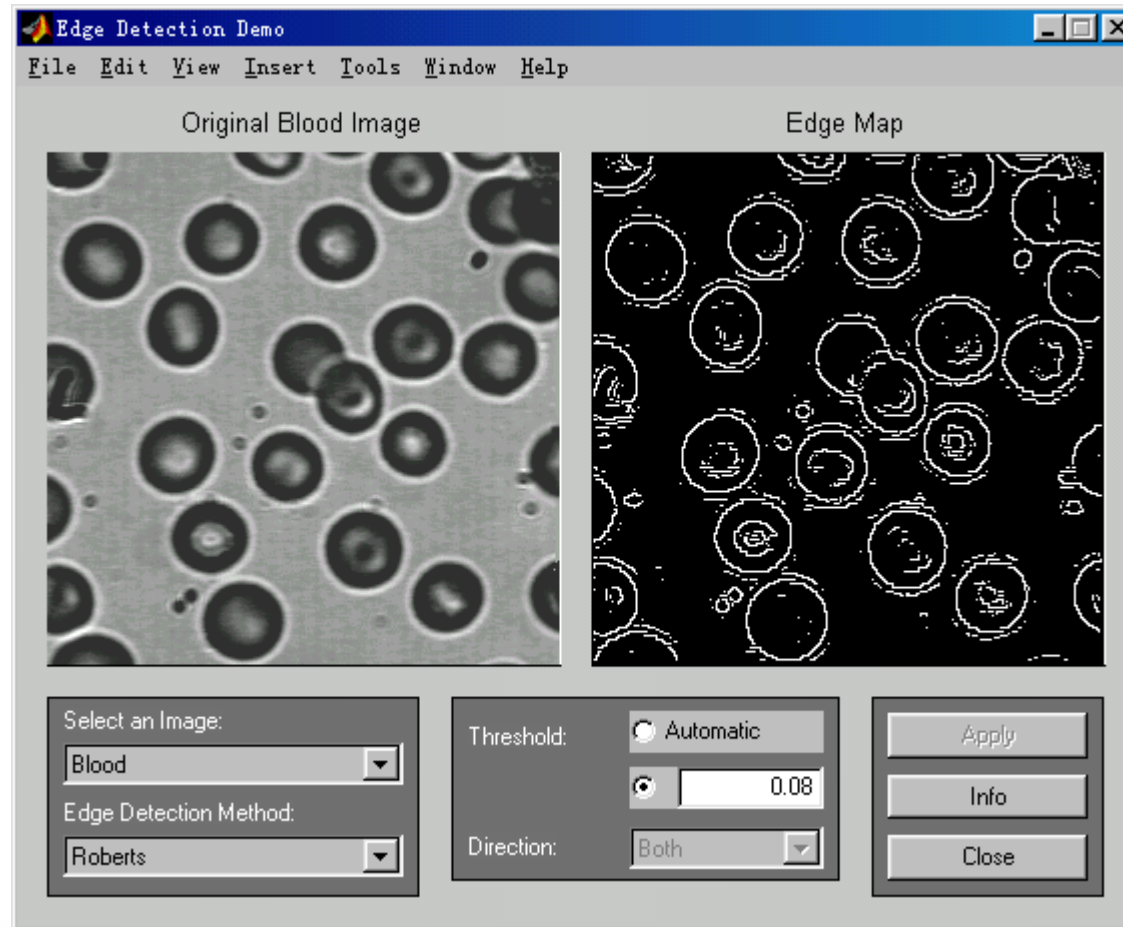 Edge Detection Demo
File Edit View Insert Tools Window Help
Original Blood Image
Edge Map
Select an Image:
Blood
Edge Detection Method:
Roberts
Threshold:
Automatic
0.08
Direction:
Both
Apply
Info
Close